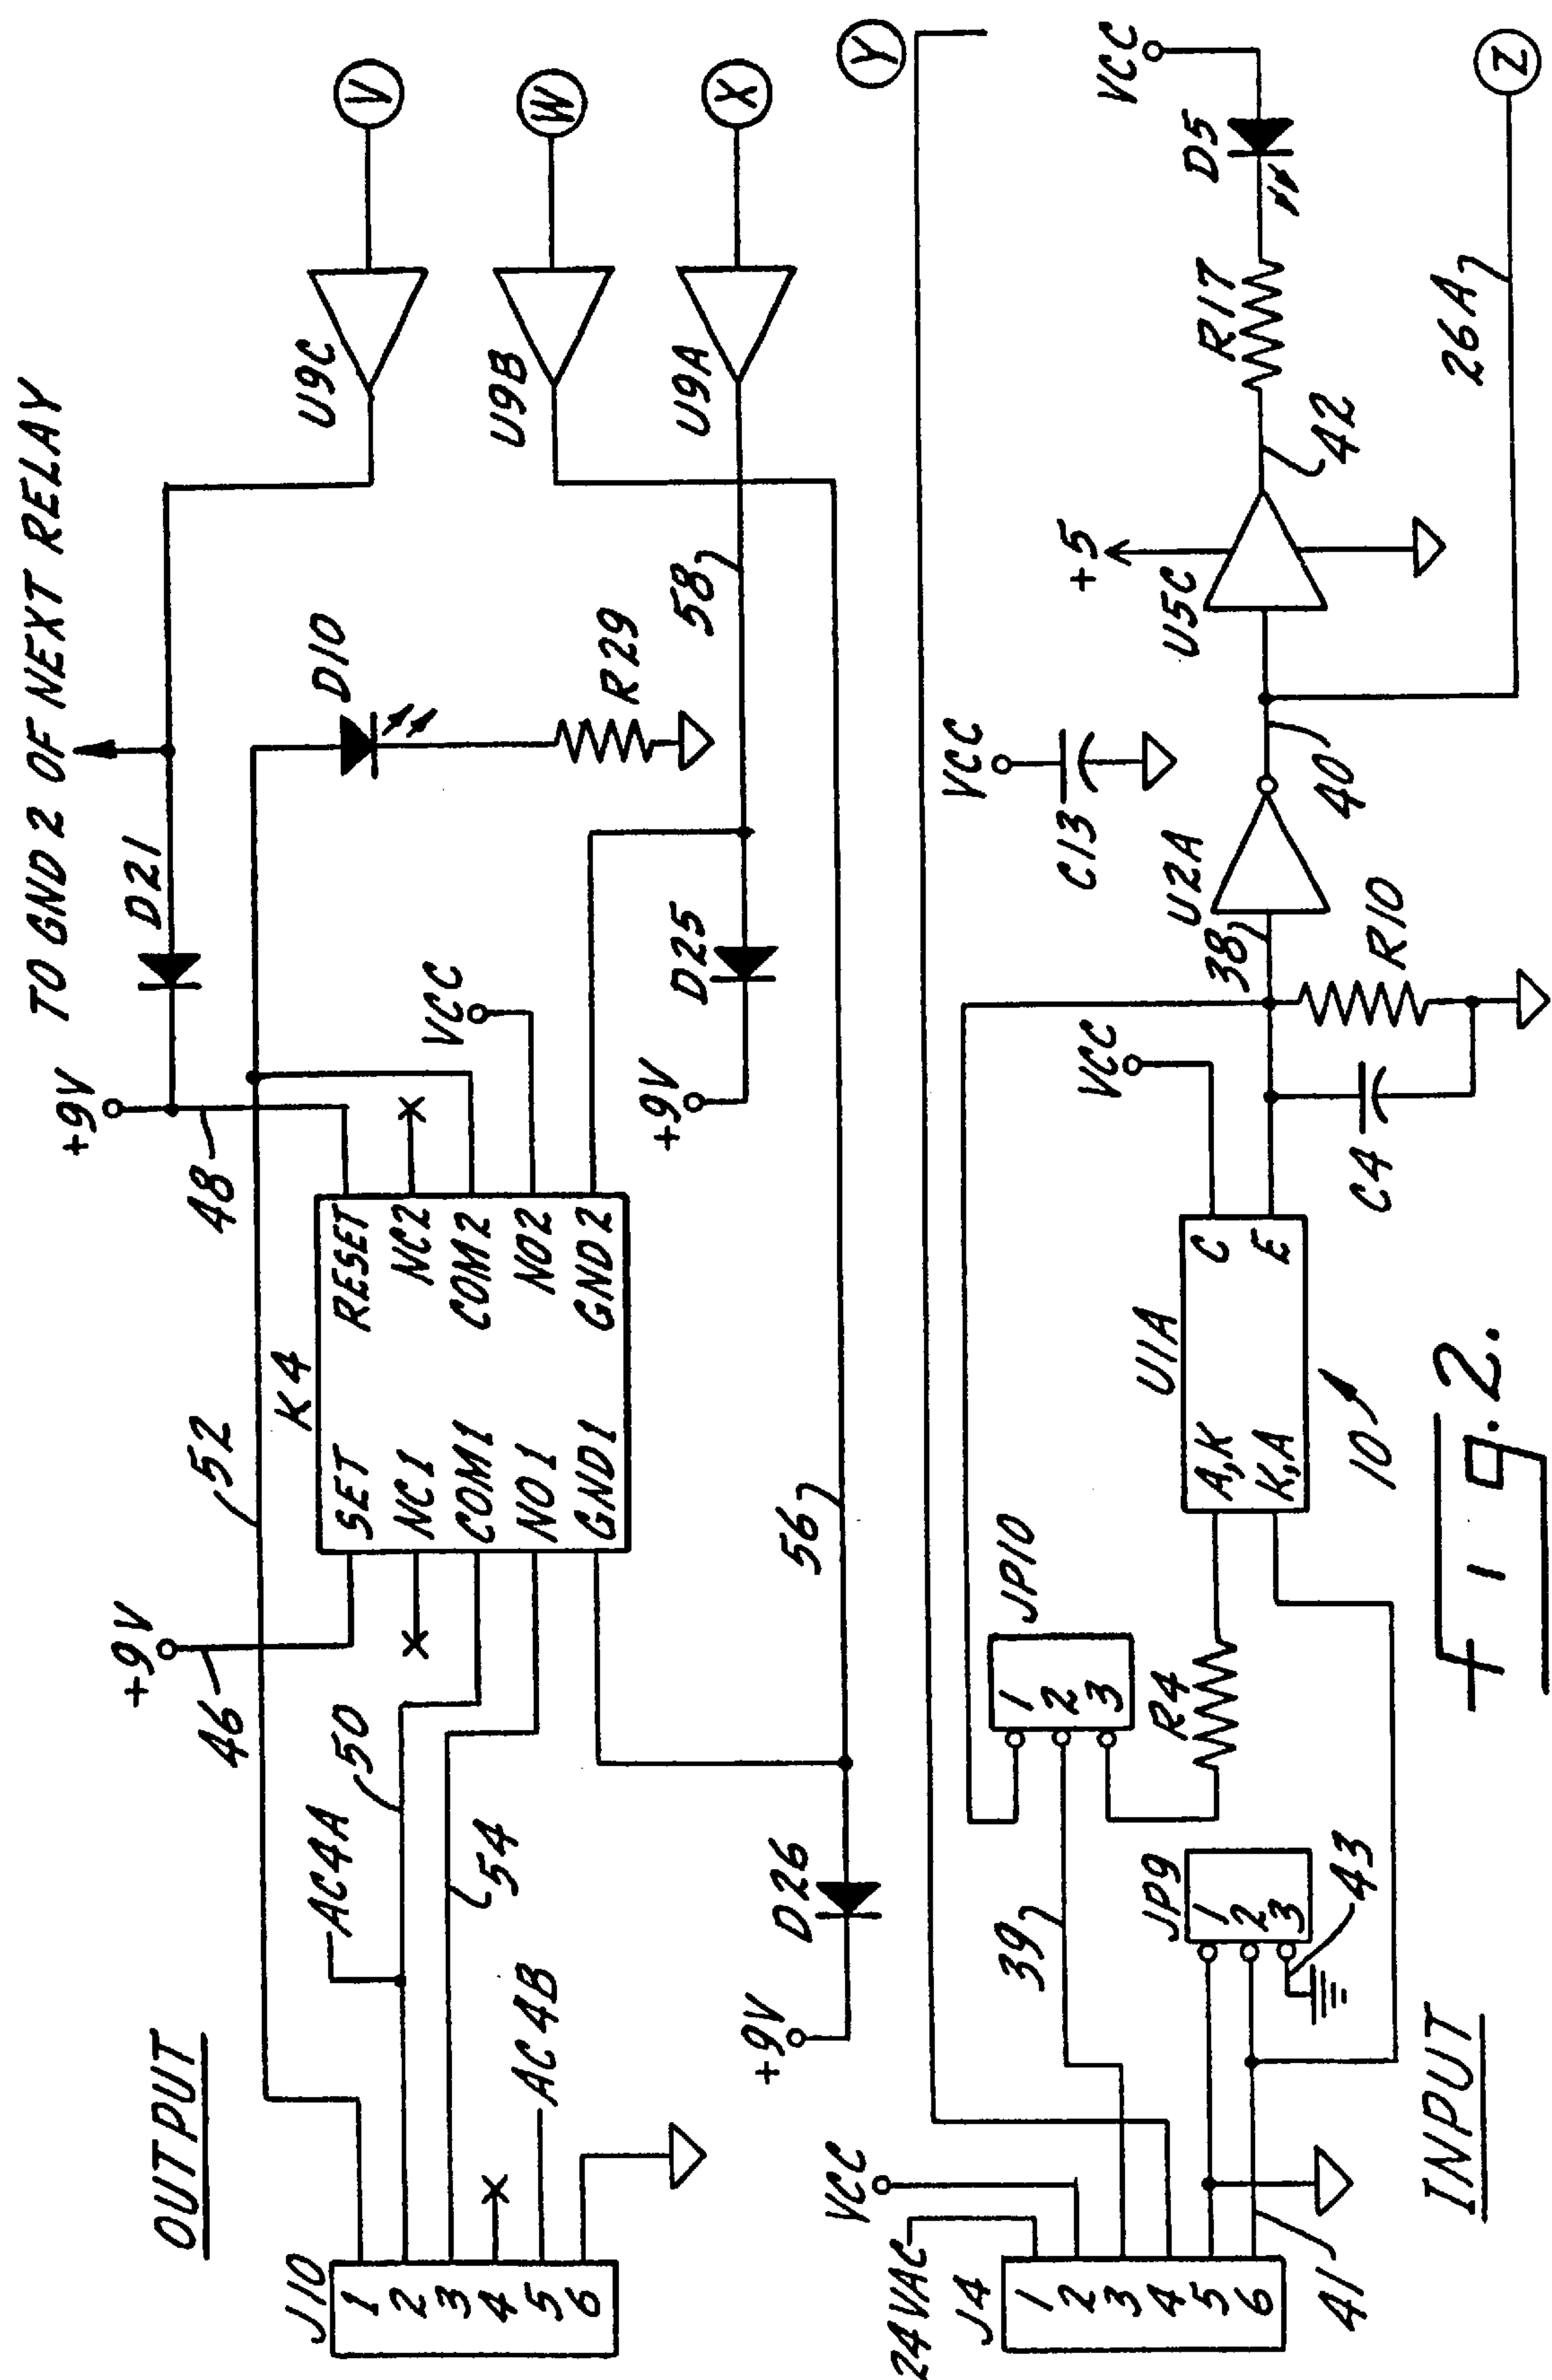 OUTPUT
TO GND 2 OF NEXT RELAY
+9V
+9V
D21
U9C
V
46
52
48
K4
D10
U9B
W
J10
1
2
3
4
5
6
AC4A
50
54
AC4B
SET
NC1
COM1
NO1
GND1
RESET
NC2
COM2
NO2
GND2
VCC
R29
U9A
X
58
+9V
D25
+9V
D26
56
Y
24VAC
VCC
J4
1
2
3
4
5
6
39
JP10
1
2
3
VCC
C13
VCC
+5
D5
VCC
JP9
1
2
3
R4
U1A
A,K
K,A
C
E
38
U2A
U5C
R17
41
43
10
C4
R10
40
42
26A
Z
INPUT
Fig. 2.